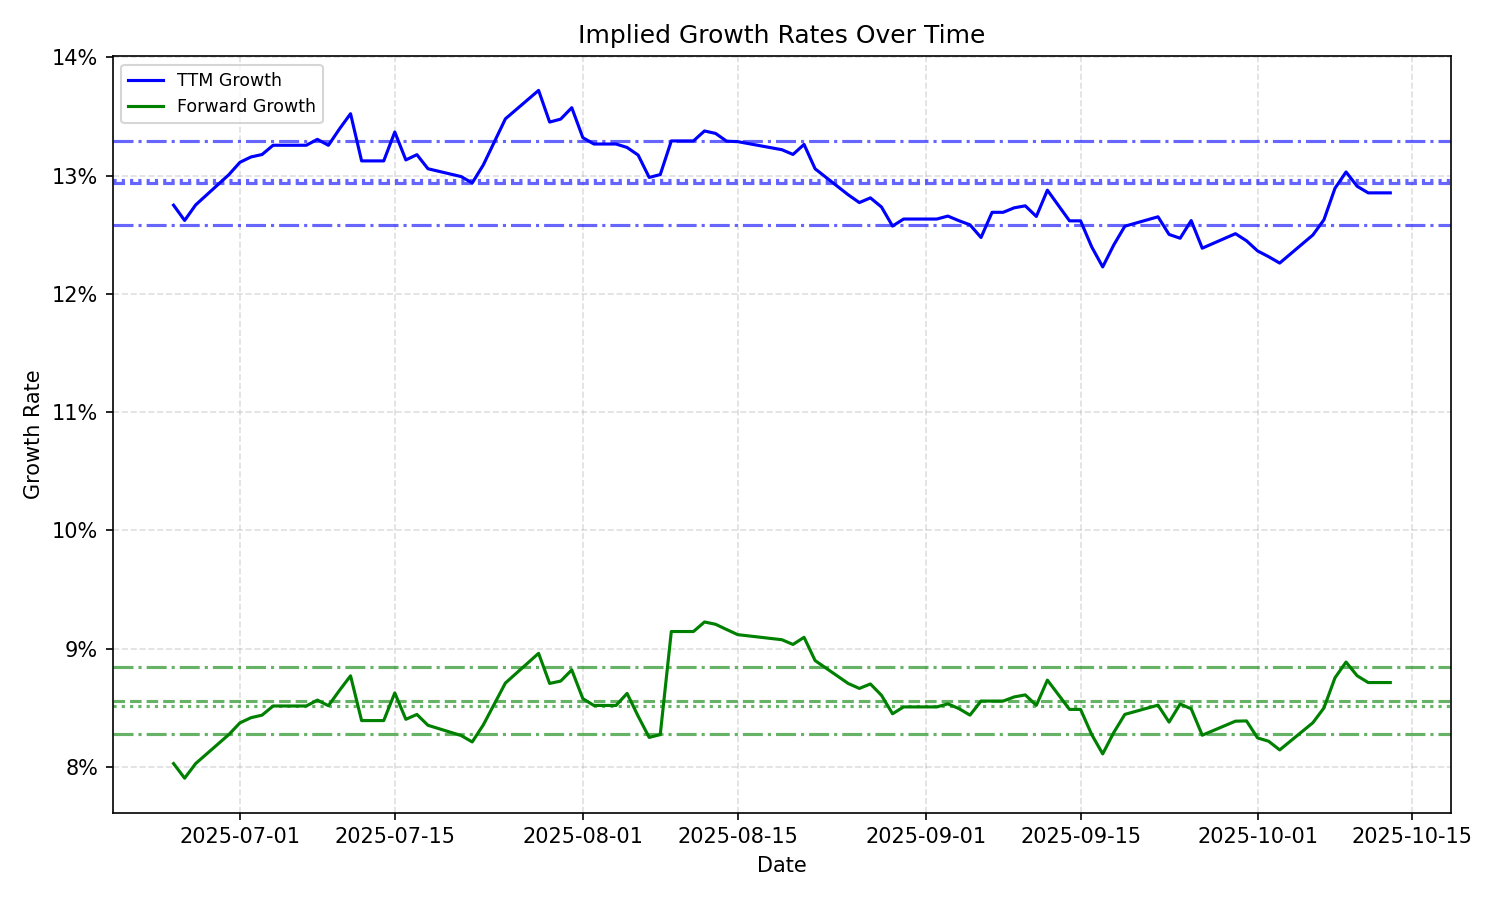 Implied Growth Rates Over Time
TTM Growth
Forward Growth
14%
13%
12%
11%
10%
9%
8%
Growth Rate
2025-07-01 2025-07-15 2025-08-01 2025-08-15 2025-09-01 2025-09-15 2025-10-01 2025-10-15
Date